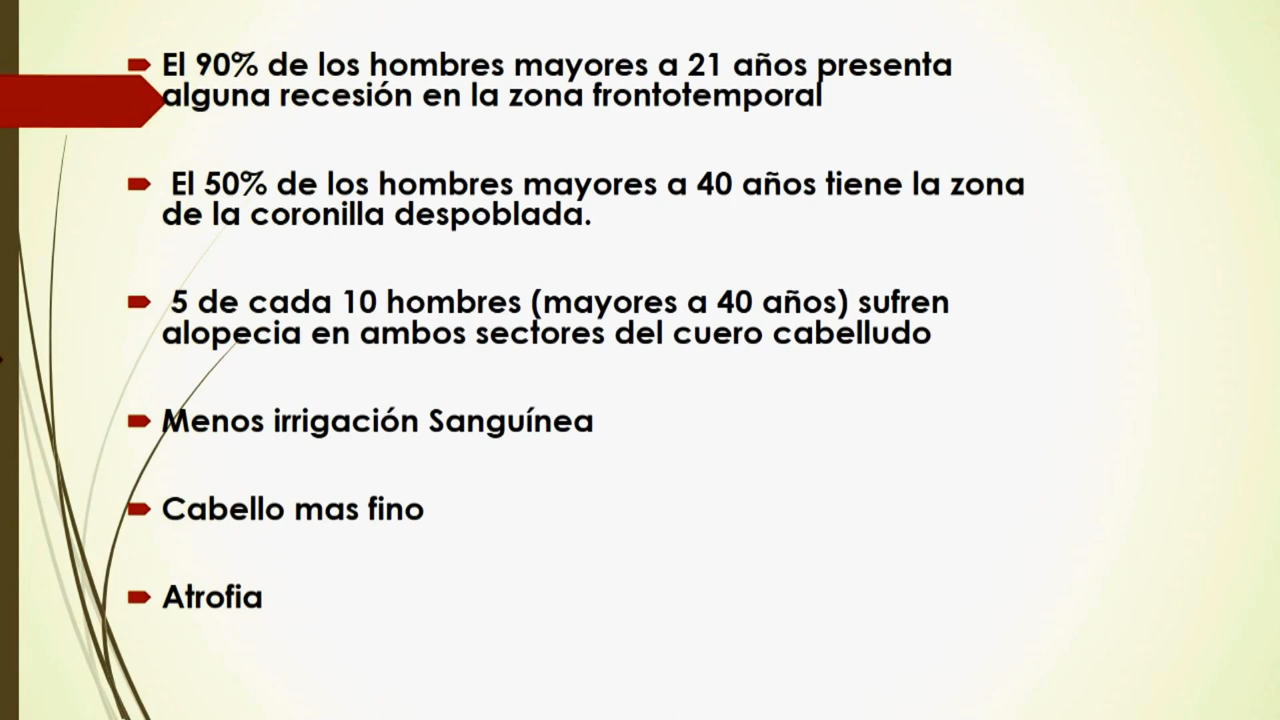 El 90% de los hombres mayores a 21 años presenta
alguna recesión en la zona frontotemporal
El 50% de los hombres mayores a 40 años tiene la zona
de la coronilla despoblada.
5 de cada 10 hombres (mayores a 40 años) sufren
alopecia en ambos sectores del cuero cabelludo
Menos irrigación Sanguínea
Cabello mas fino
Atrofia